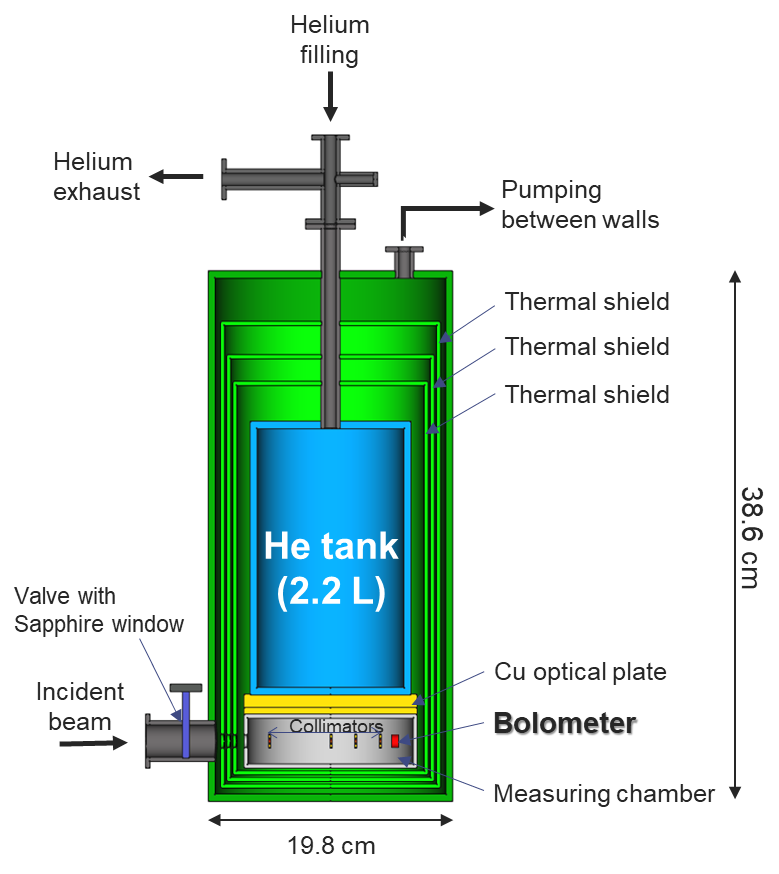 Helium
filling
Helium
exhaust
Pumping
between walls
Thermal shield
Thermal shield
Thermal shield
38.6 cm
He tank
(2.2 L)
Valve with
Sapphire window
Cu optical plate
Incident
beam
Collimators
Bolometer
Measuring chamber
19.8 cm